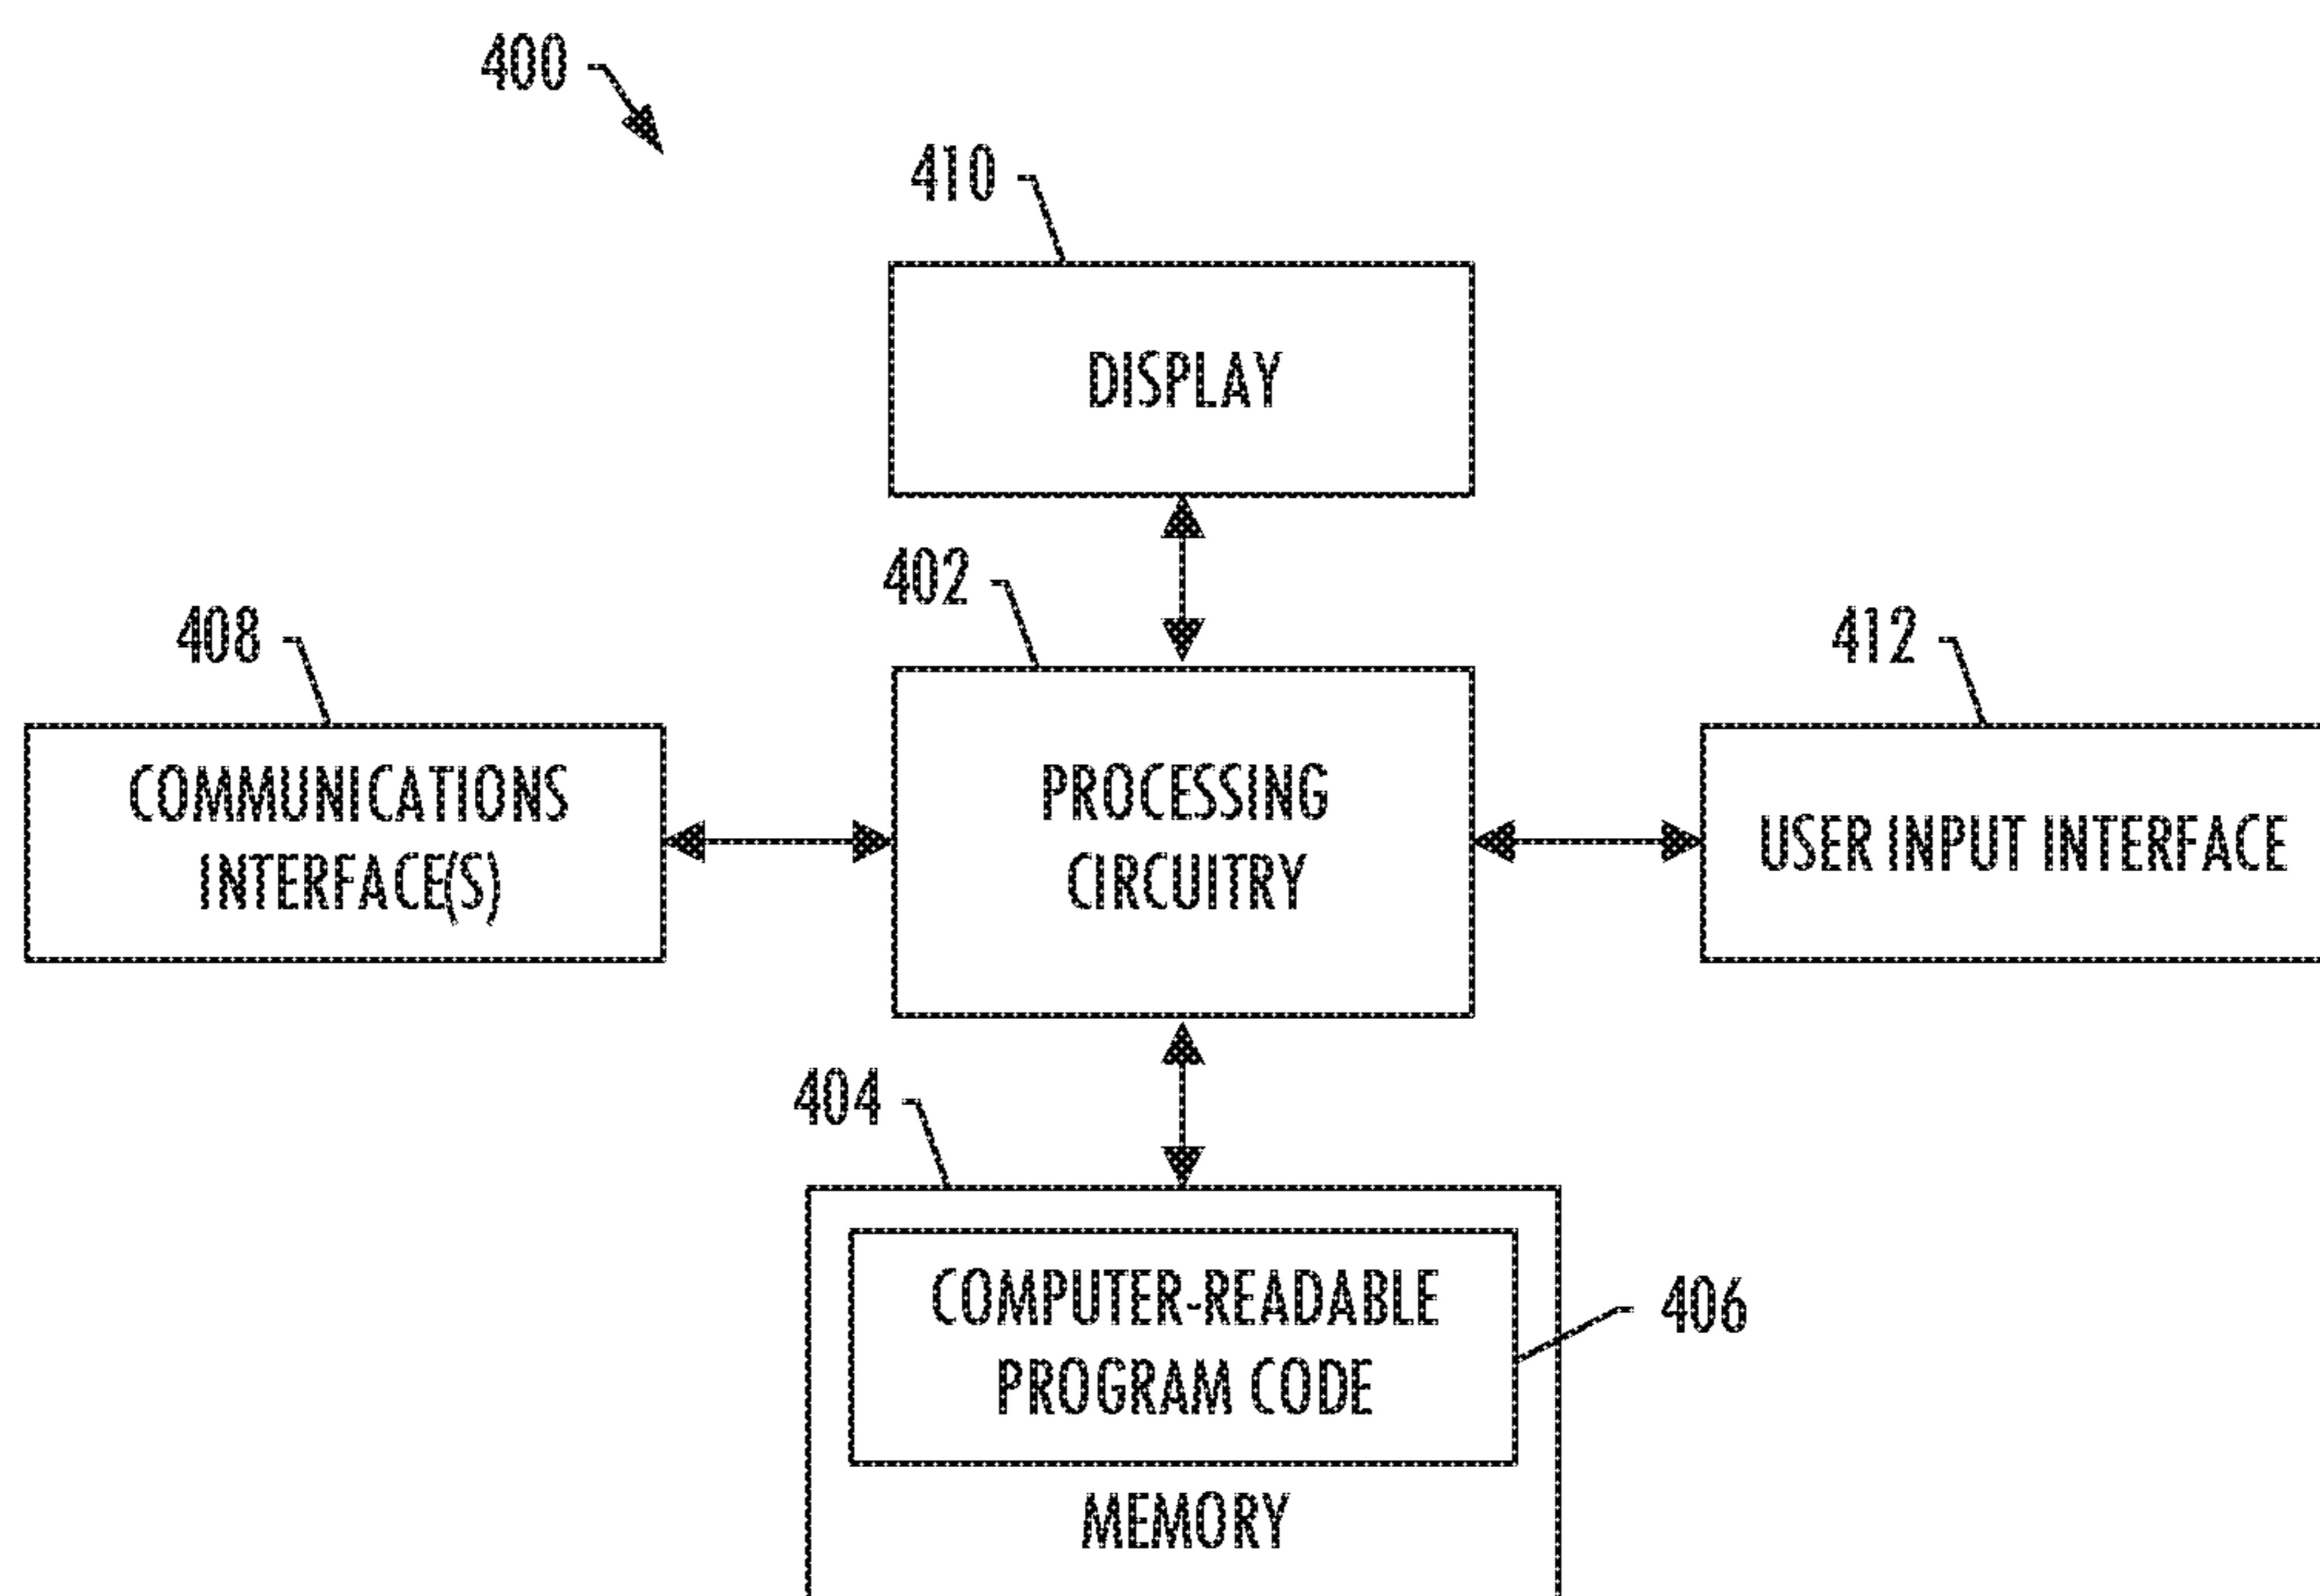 400
410
DISPLAY
402
408
412
COMMUNICATIONS
INTERFACE(S)
PROCESSING
CIRCUITRY
USER INPUT INTERFACE
404
COMPUTER-READABLE
PROGRAM CODE
406
MEMORY